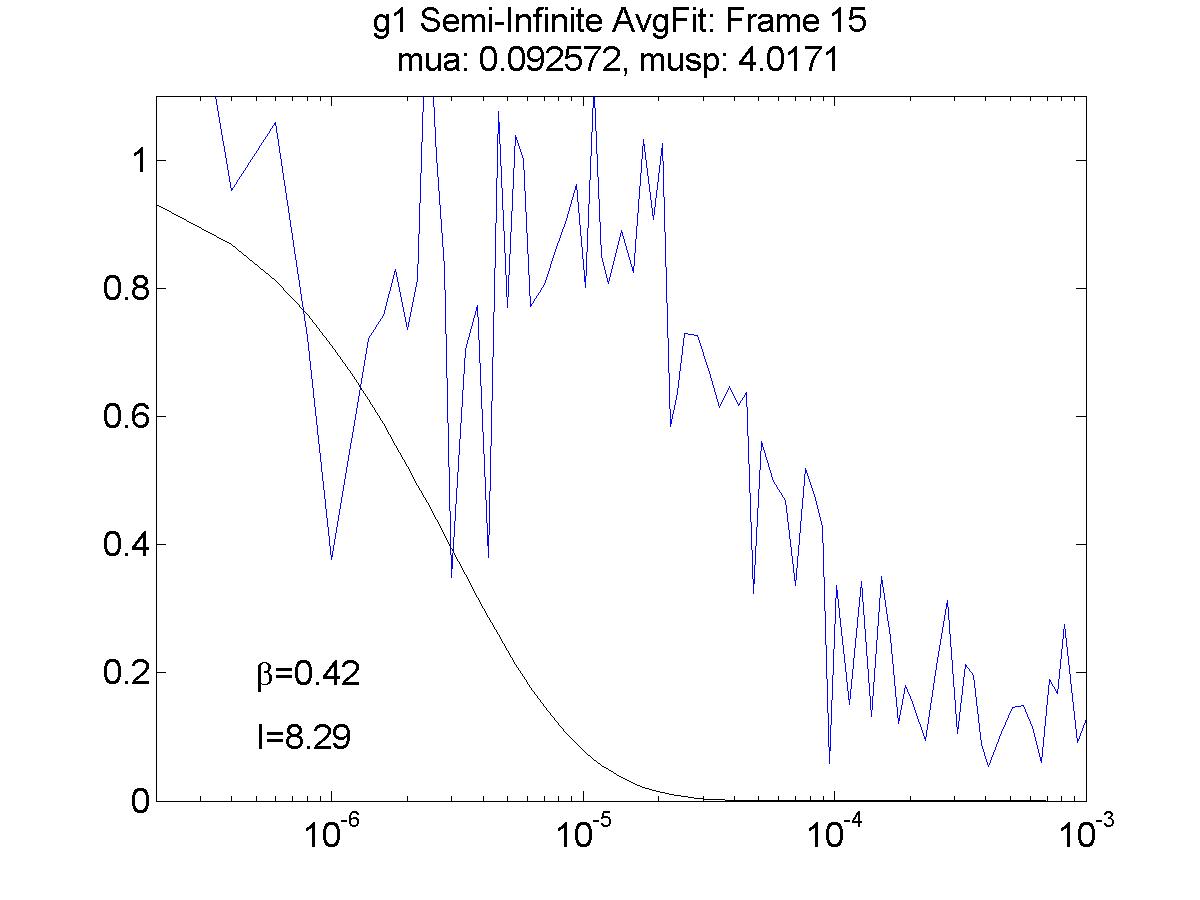 g1 Semi-Infinite AvgFit: Frame 15
mua: 0.092572, musp: 4.0171
1
0.8
0.6
0.4
0.2
0
β=0.42
I=8.29
10^-6
10^-5
10^-4
10^-3